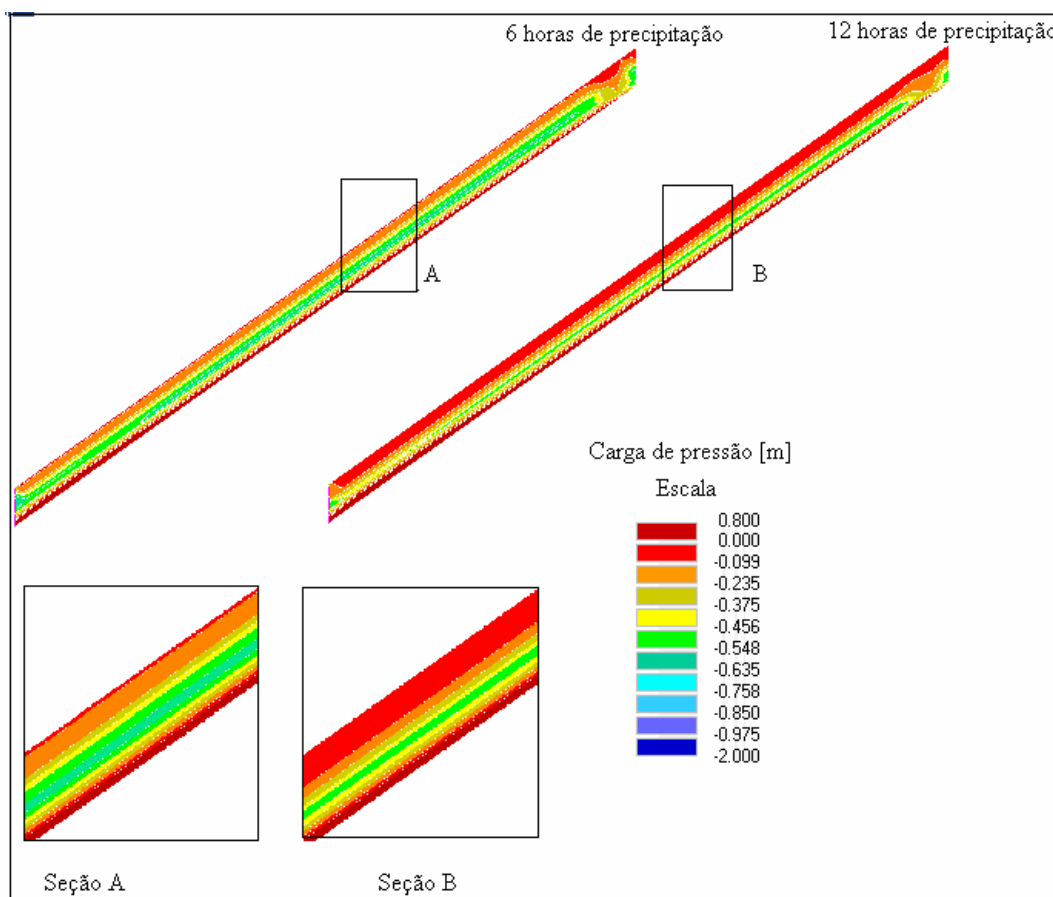 6 horas de precipitação
12 horas de precipitação
A
B
Carga de pressão [m]
Escala
0.800
0.000
-0.099
-0.235
-0.375
-0.456
-0.548
-0.635
-0.758
-0.850
-0.975
-2.000
Seção A
Seção B